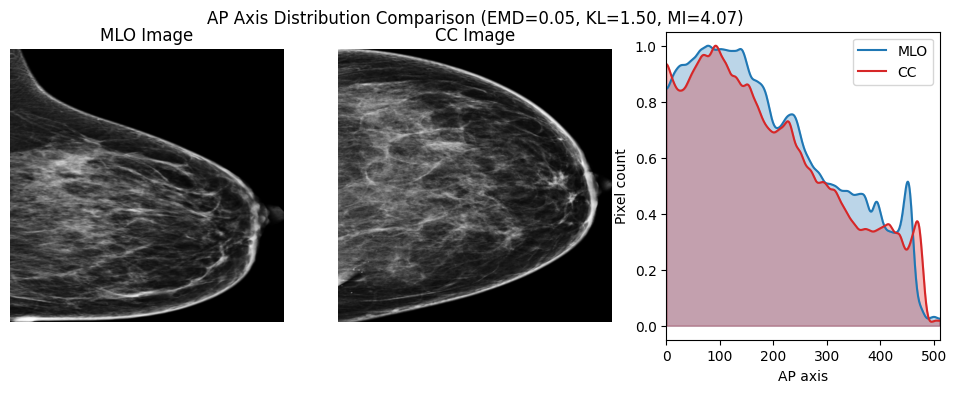 AP Axis Distribution Comparison (EMD=0.05, KL=1.50, MI=4.07)
MLO Image
CC Image
MLO
CC
1.0
0.8
0.6
0.4
0.2
0.0
Pixel count
0 100 200 300 400 500
AP axis